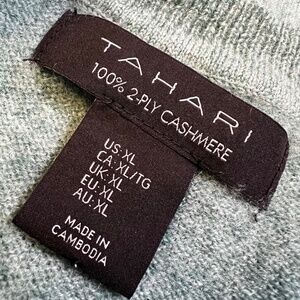 TAHARI
100% 2-PLY CASHMERE
US:XL
CA:XL/TG
UK:XL
EU:XL
AU:XL
MADE IN
CAMBODIA